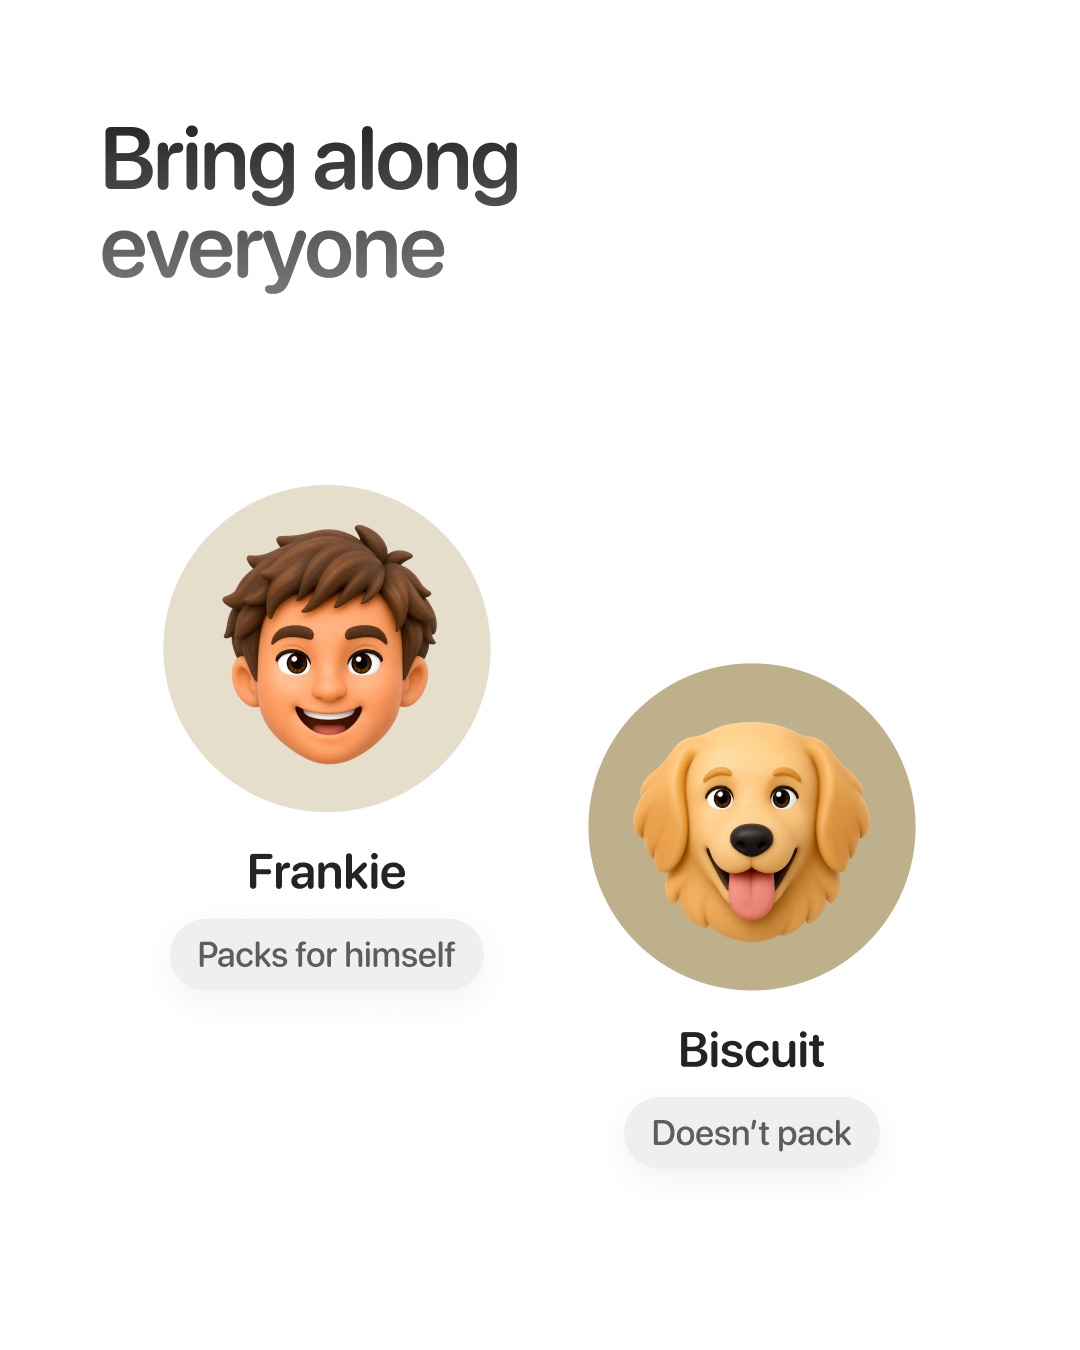 Bring along
everyone
Frankie
Packs for himself
Biscuit
Doesn’t pack